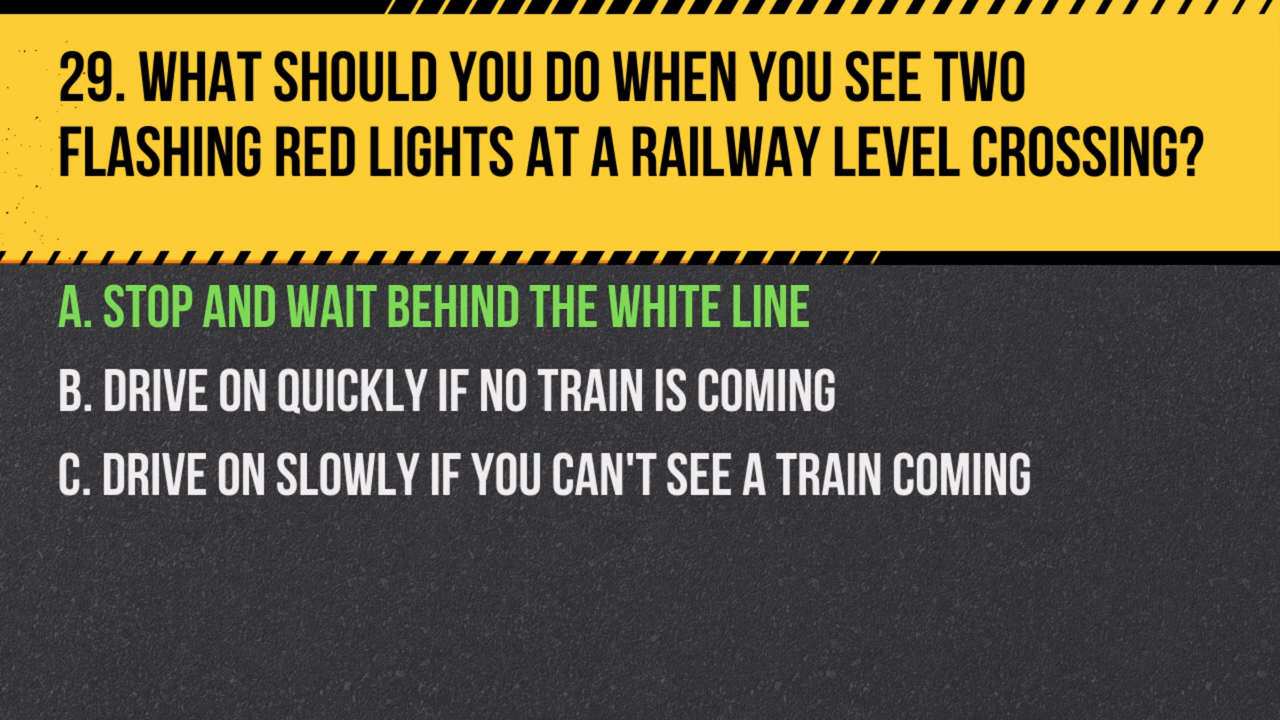 29. WHAT SHOULD YOU DO WHEN YOU SEE TWO
FLASHING RED LIGHTS AT A RAILWAY LEVEL CROSSING?
A. STOP AND WAIT BEHIND THE WHITE LINE
B. DRIVE ON QUICKLY IF NO TRAIN IS COMING
C. DRIVE ON SLOWLY IF YOU CAN'T SEE A TRAIN COMING